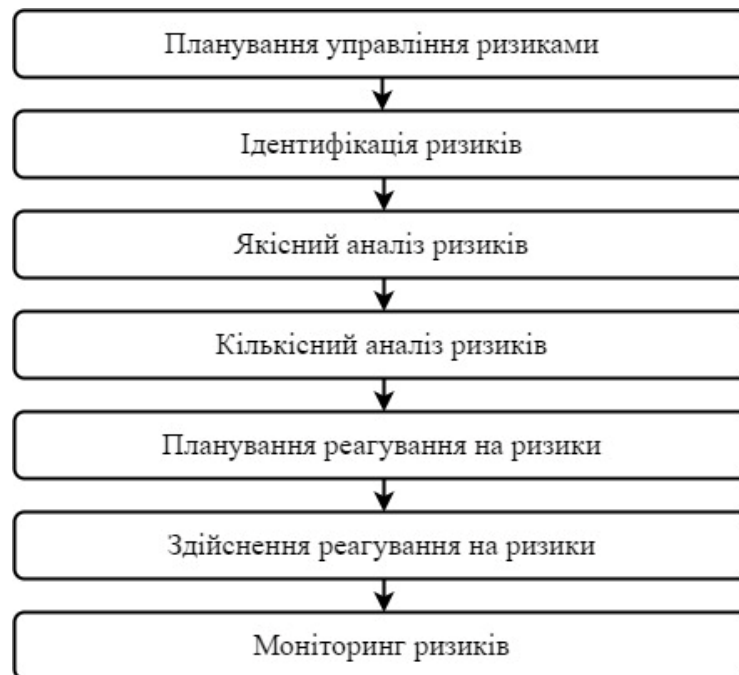 Планування управління ризиками
Ідентифікація ризиків
Якісний аналіз ризиків
Кількісний аналіз ризиків
Планування реагування на ризики
Здійснення реагування на ризики
Моніторинг ризиків